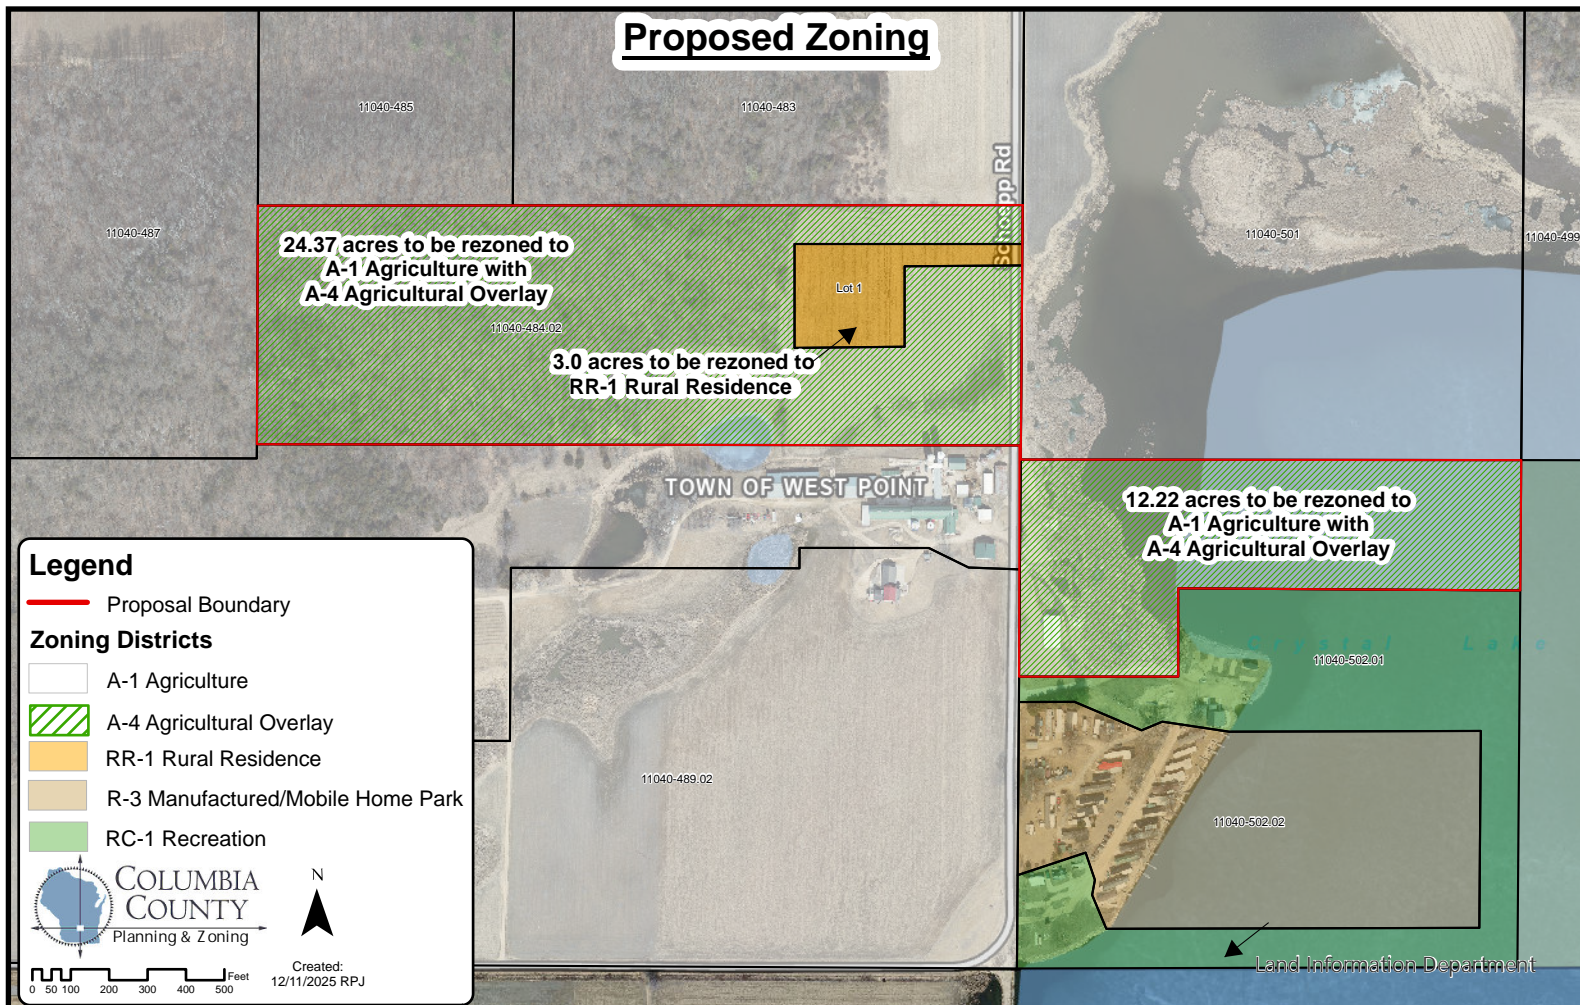 Proposed Zoning
11040-485
11040-483
11040-487
11040-501
11040-499
Schoepp Rd
24.37 acres to be rezoned to
A-1 Agriculture with
A-4 Agricultural Overlay
11040-484.02
Lot 1
3.0 acres to be rezoned to
RR-1 Rural Residence
TOWN OF WEST POINT
12.22 acres to be rezoned to
A-1 Agriculture with
A-4 Agricultural Overlay
Crystal Lake
11040-502.01
11040-489.02
11040-502.02
Land Information Department
Legend
Proposal Boundary
Zoning Districts
A-1 Agriculture
A-4 Agricultural Overlay
RR-1 Rural Residence
R-3 Manufactured/Mobile Home Park
RC-1 Recreation
COLUMBIA
COUNTY
Planning & Zoning
N
Created:
12/11/2025 RPJ
Feet
0 50 100 200 300 400 500